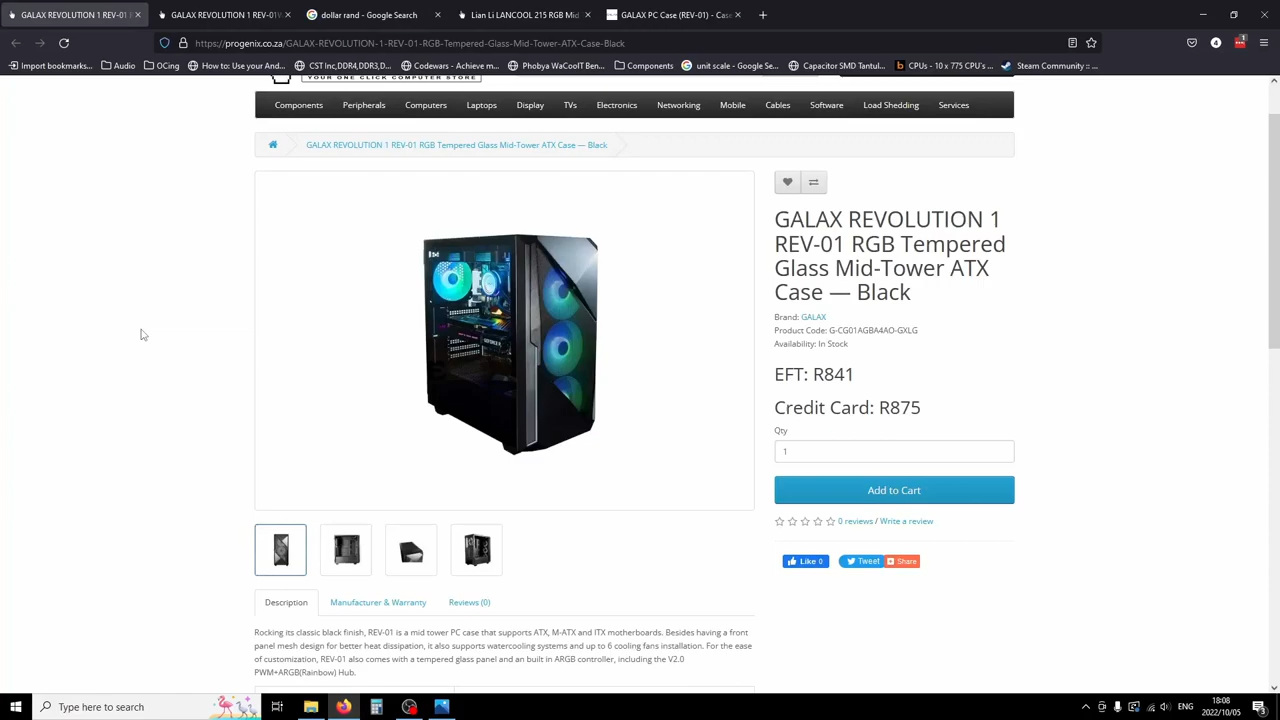 GALAX REVOLUTION 1 REV-01 R
GALAX REVOLUTION 1 REV-01W
dollar rand - Google Search
Lian Li LANCOOL 215 RGB Mid
GALAX PC Case (REV-01) - Case
https://progenix.co.za/GALAX-REVOLUTION-1-REV-01-RGB-Tempered-Glass-Mid-Tower-ATX-Case-Black
4
1
Import bookmarks... Audio OCing How to: Use your And... CST Inc,DDR4,DDR3,D... Codewars - Achieve m... Phobya WaCoolT Ben... Components unit scale - Google Se... Capacitor SMD Tantul... CPUs - 10 x 775 CPU's ... Steam Community :: ...
YOUR ONE CLICK COMPUTER STORE
Components Peripherals Computers Laptops Display TVs Electronics Networking Mobile Cables Software Load Shedding Services
GALAX REVOLUTION 1 REV-01 RGB Tempered Glass Mid-Tower ATX Case — Black
GALAX REVOLUTION 1
REV-01 RGB Tempered
Glass Mid-Tower ATX
Case — Black
Brand: GALAX
Product Code: G-CG01AGBA4AO-GXLG
Availability: In Stock
EFT: R841
Credit Card: R875
Qty
1
Add to Cart
0 reviews / Write a review
Like 0 Tweet Share
Description Manufacturer & Warranty Reviews (0)
Rocking its classic black finish, REV-01 is a mid tower PC case that supports ATX, M-ATX and ITX motherboards. Besides having a front
panel mesh design for better heat dissipation, it also supports watercooling systems and up to 6 cooling fans installation. For the ease
of customization, REV-01 also comes with a tempered glass panel and an built in ARGB controller, including the V2.0
PWM+ARGB(Rainbow) Hub.
Type here to search
ENG
18:08
2022/10/05
3